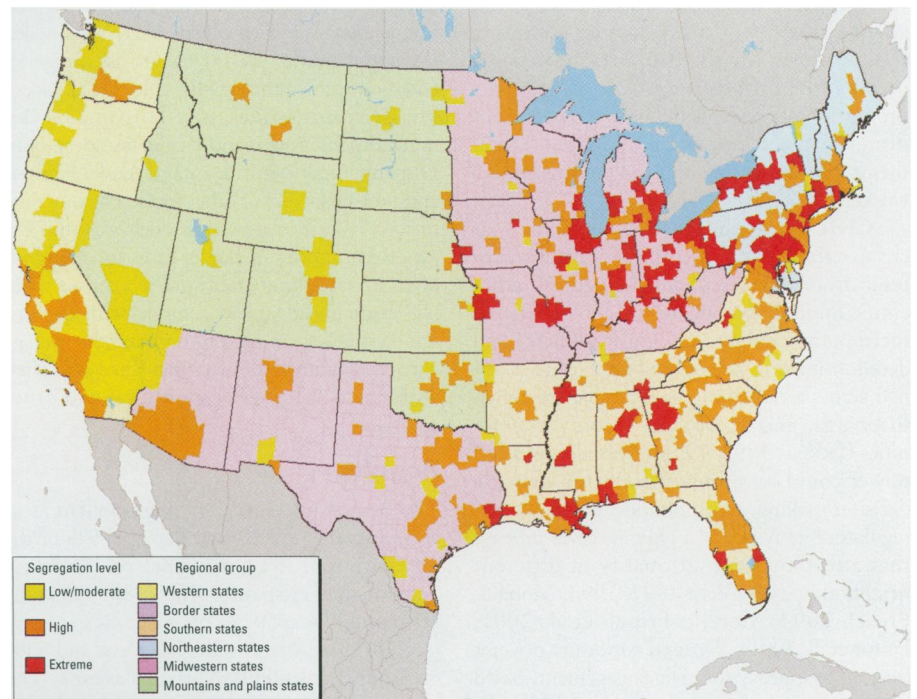 Segregation level
Low/moderate
High
Extreme
Regional group
Western states
Border states
Southern states
Northeastern states
Midwestern states
Mountains and plains states